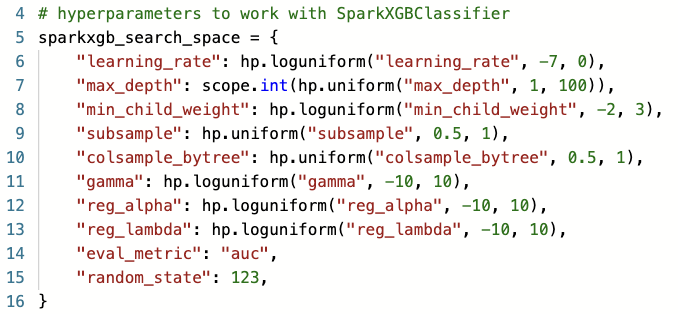 4 # hyperparameters to work with SparkXGBClassifier
5 sparkxgb_search_space = {
6     "learning_rate": hp.loguniform("learning_rate", -7, 0),
7     "max_depth": scope.int(hp.uniform("max_depth", 1, 100)),
8     "min_child_weight": hp.loguniform("min_child_weight", -2, 3),
9     "subsample": hp.uniform("subsample", 0.5, 1),
10     "colsample_bytree": hp.uniform("colsample_bytree", 0.5, 1),
11     "gamma": hp.loguniform("gamma", -10, 10),
12     "reg_alpha": hp.loguniform("reg_alpha", -10, 10),
13     "reg_lambda": hp.loguniform("reg_lambda", -10, 10),
14     "eval_metric": "auc",
15     "random_state": 123,
16 }